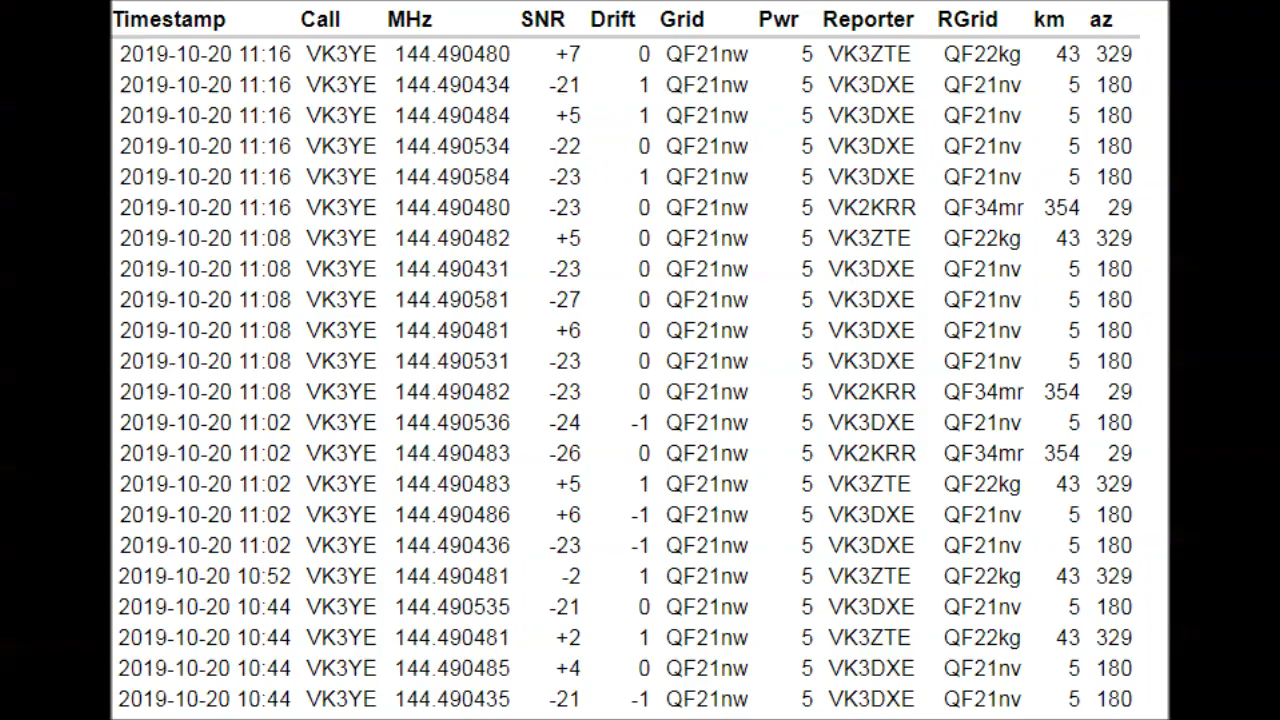 Timestamp Call MHz SNR Drift Grid Pwr Reporter RGrid km az
2019-10-20 11:16 VK3YE 144.490480 +7 0 QF21nw 5 VK3ZTE QF22kg 43 329
2019-10-20 11:16 VK3YE 144.490434 -21 1 QF21nw 5 VK3DXE QF21nv 5 180
2019-10-20 11:16 VK3YE 144.490484 +5 1 QF21nw 5 VK3DXE QF21nv 5 180
2019-10-20 11:16 VK3YE 144.490534 -22 0 QF21nw 5 VK3DXE QF21nv 5 180
2019-10-20 11:16 VK3YE 144.490584 -23 1 QF21nw 5 VK3DXE QF21nv 5 180
2019-10-20 11:16 VK3YE 144.490480 -23 0 QF21nw 5 VK2KRR QF34mr 354 29
2019-10-20 11:08 VK3YE 144.490482 +5 0 QF21nw 5 VK3ZTE QF22kg 43 329
2019-10-20 11:08 VK3YE 144.490431 -23 0 QF21nw 5 VK3DXE QF21nv 5 180
2019-10-20 11:08 VK3YE 144.490581 -27 0 QF21nw 5 VK3DXE QF21nv 5 180
2019-10-20 11:08 VK3YE 144.490481 +6 0 QF21nw 5 VK3DXE QF21nv 5 180
2019-10-20 11:08 VK3YE 144.490531 -23 0 QF21nw 5 VK3DXE QF21nv 5 180
2019-10-20 11:08 VK3YE 144.490482 -23 0 QF21nw 5 VK2KRR QF34mr 354 29
2019-10-20 11:02 VK3YE 144.490536 -24 -1 QF21nw 5 VK3DXE QF21nv 5 180
2019-10-20 11:02 VK3YE 144.490483 -26 0 QF21nw 5 VK2KRR QF34mr 354 29
2019-10-20 11:02 VK3YE 144.490483 +5 1 QF21nw 5 VK3ZTE QF22kg 43 329
2019-10-20 11:02 VK3YE 144.490486 +6 -1 QF21nw 5 VK3DXE QF21nv 5 180
2019-10-20 11:02 VK3YE 144.490436 -23 -1 QF21nw 5 VK3DXE QF21nv 5 180
2019-10-20 10:52 VK3YE 144.490481 -2 1 QF21nw 5 VK3ZTE QF22kg 43 329
2019-10-20 10:44 VK3YE 144.490535 -21 0 QF21nw 5 VK3DXE QF21nv 5 180
2019-10-20 10:44 VK3YE 144.490481 +2 1 QF21nw 5 VK3ZTE QF22kg 43 329
2019-10-20 10:44 VK3YE 144.490485 +4 0 QF21nw 5 VK3DXE QF21nv 5 180
2019-10-20 10:44 VK3YE 144.490435 -21 -1 QF21nw 5 VK3DXE QF21nv 5 180